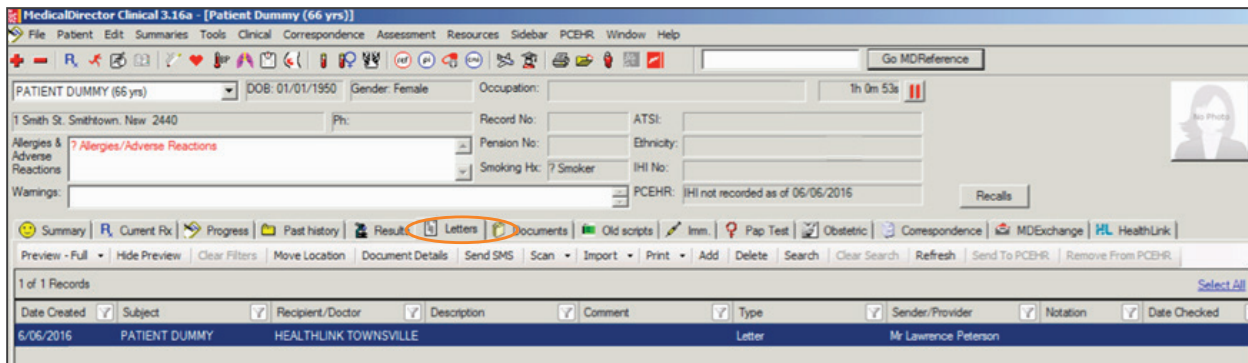 MedicalDirector Clinical 3.16a - [Patient Dummy (66 yrs)]
File Patient Edit Summaries Tools Clinical Correspondence Assessment Resources Sidebar PCEHR Window Help
Go MDReference
PATIENT DUMMY (66 yrs) DOB: 01/01/1950 Gender: Female Occupation: 1h 0m 53s
1 Smith St. Smithtown. New 2440 Ph: Record No: ATSI: No Photo
Allergies & Adverse Reactions ? Allergies/Adverse Reactions Pension No: Ethnicity:
Smoking Hx: ? Smoker IHI No:
Warnings: PCEHR: IHI not recorded as of 06/06/2016 Recalls
Summary Current Rx Progress Past history Results Letters Documents Old scripts Imm. Pap Test Obstetric Correspondence MDExchange HealthLink
Preview - Full Hide Preview Clear Filters Move Location Document Details Send SMS Scan Import Print Add Delete Search Clear Search Refresh Send To PCEHR Remove From PCEHR
1 of 1 Records Select All
Date Created Subject Recipient/Doctor Description Comment Type Sender/Provider Notation Date Checked
6/06/2016 PATIENT DUMMY HEALTHLINK TOWNSVILLE Letter Mr Lawrence Peterson